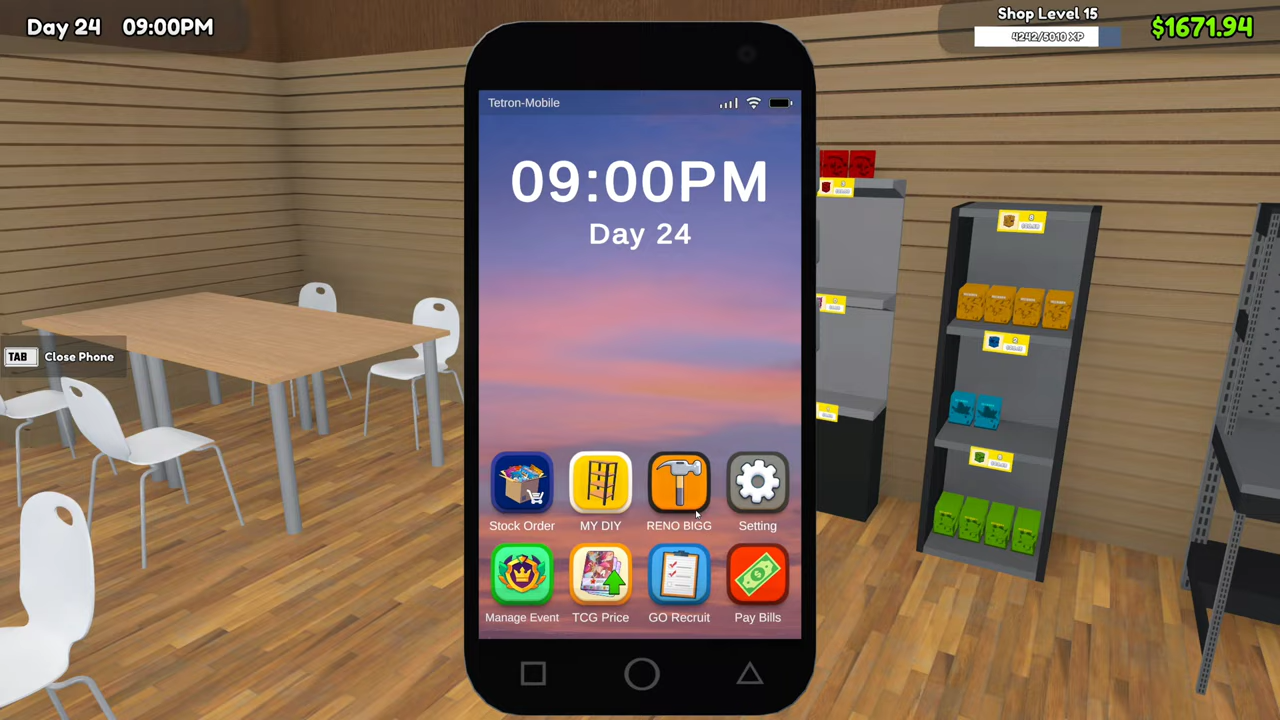 Day 24 09:00PM
Shop Level 15
4242/5010 XP
$1671.94
Tetron-Mobile
09:00PM
Day 24
TAB Close Phone
Stock Order MY DIY RENO BIGG Setting
Manage Event TCG Price GO Recruit Pay Bills